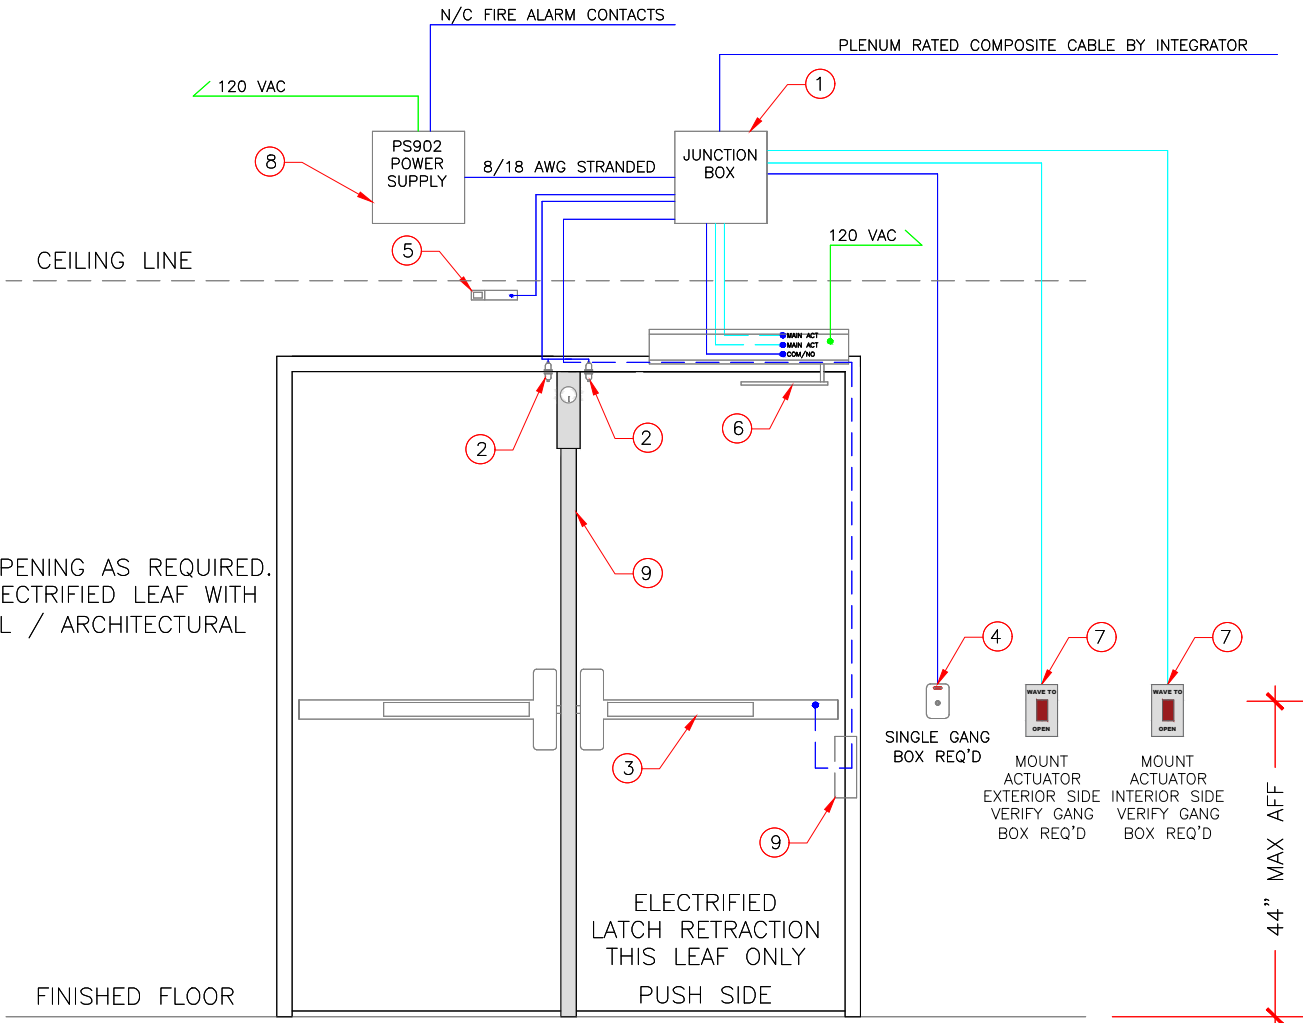 N/C FIRE ALARM CONTACTS
PLENUM RATED COMPOSITE CABLE BY INTEGRATOR
120 VAC
1
PS902
POWER
SUPPLY
8
8/18 AWG STRANDED
JUNCTION
BOX
120 VAC
5
CEILING LINE
MAIN ACT
MAIN ACT
COM/NO
2
2
6
9
PENING AS REQUIRED.
ECTRIFIED LEAF WITH
L / ARCHITECTURAL
4
7
7
WAVE TO
OPEN
WAVE TO
OPEN
SINGLE GANG
BOX REQ'D
3
MOUNT
ACTUATOR
EXTERIOR SIDE
VERIFY GANG
BOX REQ'D
MOUNT
ACTUATOR
INTERIOR SIDE
VERIFY GANG
BOX REQ'D
9
44" MAX AFF
ELECTRIFIED
LATCH RETRACTION
THIS LEAF ONLY
PUSH SIDE
FINISHED FLOOR